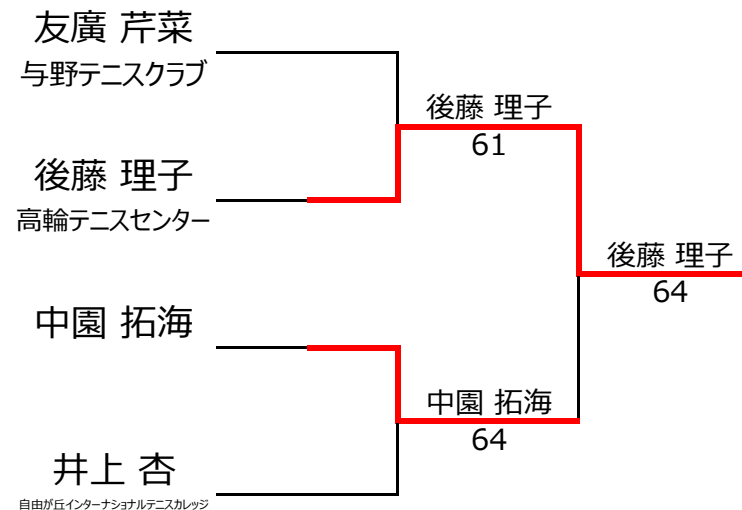 友廣 芹菜
与野テニスクラブ
後藤 理子
61
後藤 理子
高輪テニスセンター
後藤 理子
64
中園 拓海
中園 拓海
64
井上 杏
自由が丘インターナショナルテニスカレッジ